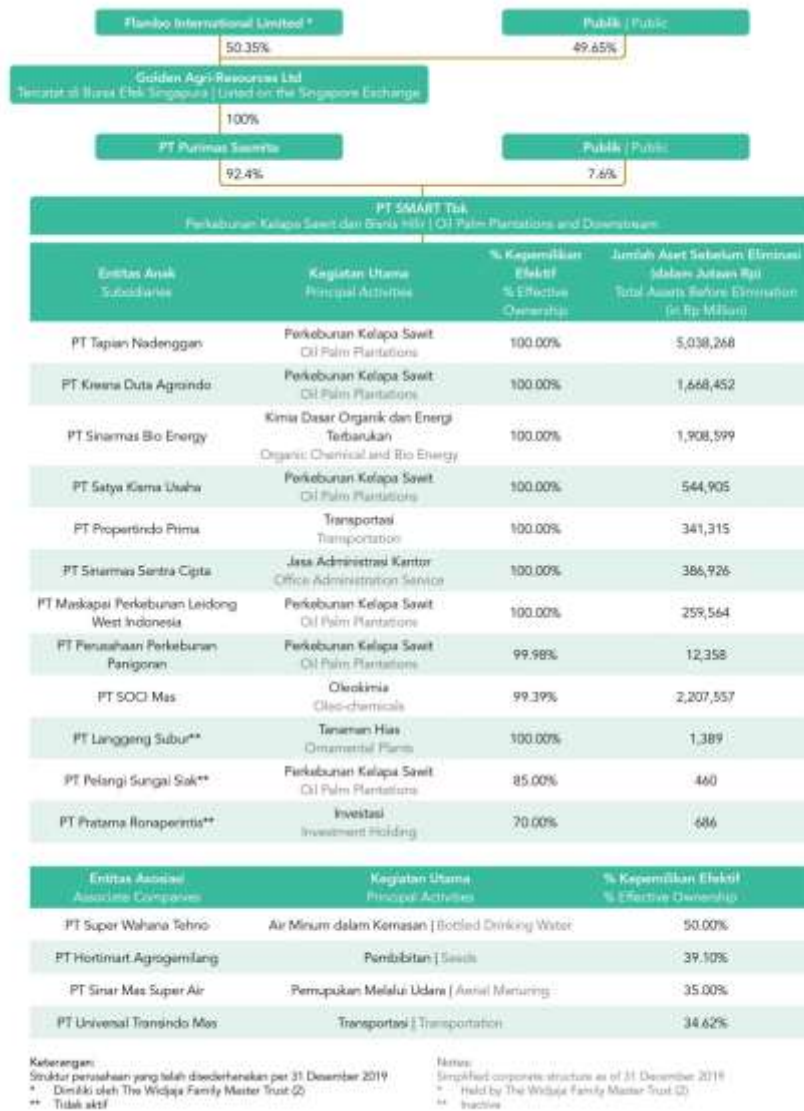 Flambo International Limited *
Publik | Public
50.35%
49.65%
Golden Agri-Resources Ltd
Tercatat di Bursa Efek Singapura | Listed on the Singapore Exchange
100%
PT Purimas Sasmita
Publik | Public
92.4%
7.6%
PT SMART Tbk
Perkebunan Kelapa Sawit dan Bisnis Hilir | Oil Palm Plantations and Downstream
Entitas Anak
Subsidiaries
Kegiatan Utama
Principal Activities
% Kepemilikan
Efektif
% Effective
Ownership
Jumlah Aset Sebelum Eliminasi
(dalam Jutaan Rp)
Total Assets Before Elimination
(in Rp Million)
PT Tapian Nadenggan
Perkebunan Kelapa Sawit
Oil Palm Plantations
100.00%
5,038,268
PT Kresna Duta Agroindo
Perkebunan Kelapa Sawit
Oil Palm Plantations
100.00%
1,668,452
PT Sinarmas Bio Energy
Kimia Dasar Organik dan Energi
Terbarukan
Organic Chemical and Bio Energy
100.00%
1,908,599
PT Satya Kisma Usaha
Perkebunan Kelapa Sawit
Oil Palm Plantations
100.00%
544,905
PT Propertindo Prima
Transportasi
Transportation
100.00%
341,315
PT Sinarmas Sentra Cipta
Jasa Administrasi Kantor
Office Administration Service
100.00%
386,926
PT Maskapai Perkebunan Leidong
West Indonesia
Perkebunan Kelapa Sawit
Oil Palm Plantations
100.00%
259,564
PT Perusahaan Perkebunan
Panigoran
Perkebunan Kelapa Sawit
Oil Palm Plantations
99.98%
12,358
PT SOCI Mas
Oleokimia
Oleo-chemicals
99.39%
2,207,557
PT Langgeng Subur**
Tanaman Hias
Ornamental Plants
100.00%
1,389
PT Pelangi Sungai Siak**
Perkebunan Kelapa Sawit
Oil Palm Plantations
85.00%
460
PT Pratama Ronaperintis**
Investasi
Investment Holding
70.00%
686
Entitas Asosiasi
Associate Companies
Kegiatan Utama
Principal Activities
% Kepemilikan Efektif
% Effective Ownership
PT Super Wahana Tehno
Air Minum dalam Kemasan | Bottled Drinking Water
50.00%
PT Hortimart Agrogemilang
Pembibitan | Seeds
39.10%
PT Sinar Mas Super Air
Pemupukan Melalui Udara | Aerial Manuring
35.00%
PT Universal Transindo Mas
Transportasi | Transportation
34.62%
Keterangan:
Struktur perusahaan yang telah disederhanakan per 31 Desember 2019
* Dimiliki oleh The Widjaja Family Master Trust (2)
** Tidak aktif
Notes:
Simplified corporate structure as of 31 December 2019
* Held by The Widjaja Family Master Trust (2)
** Inactive